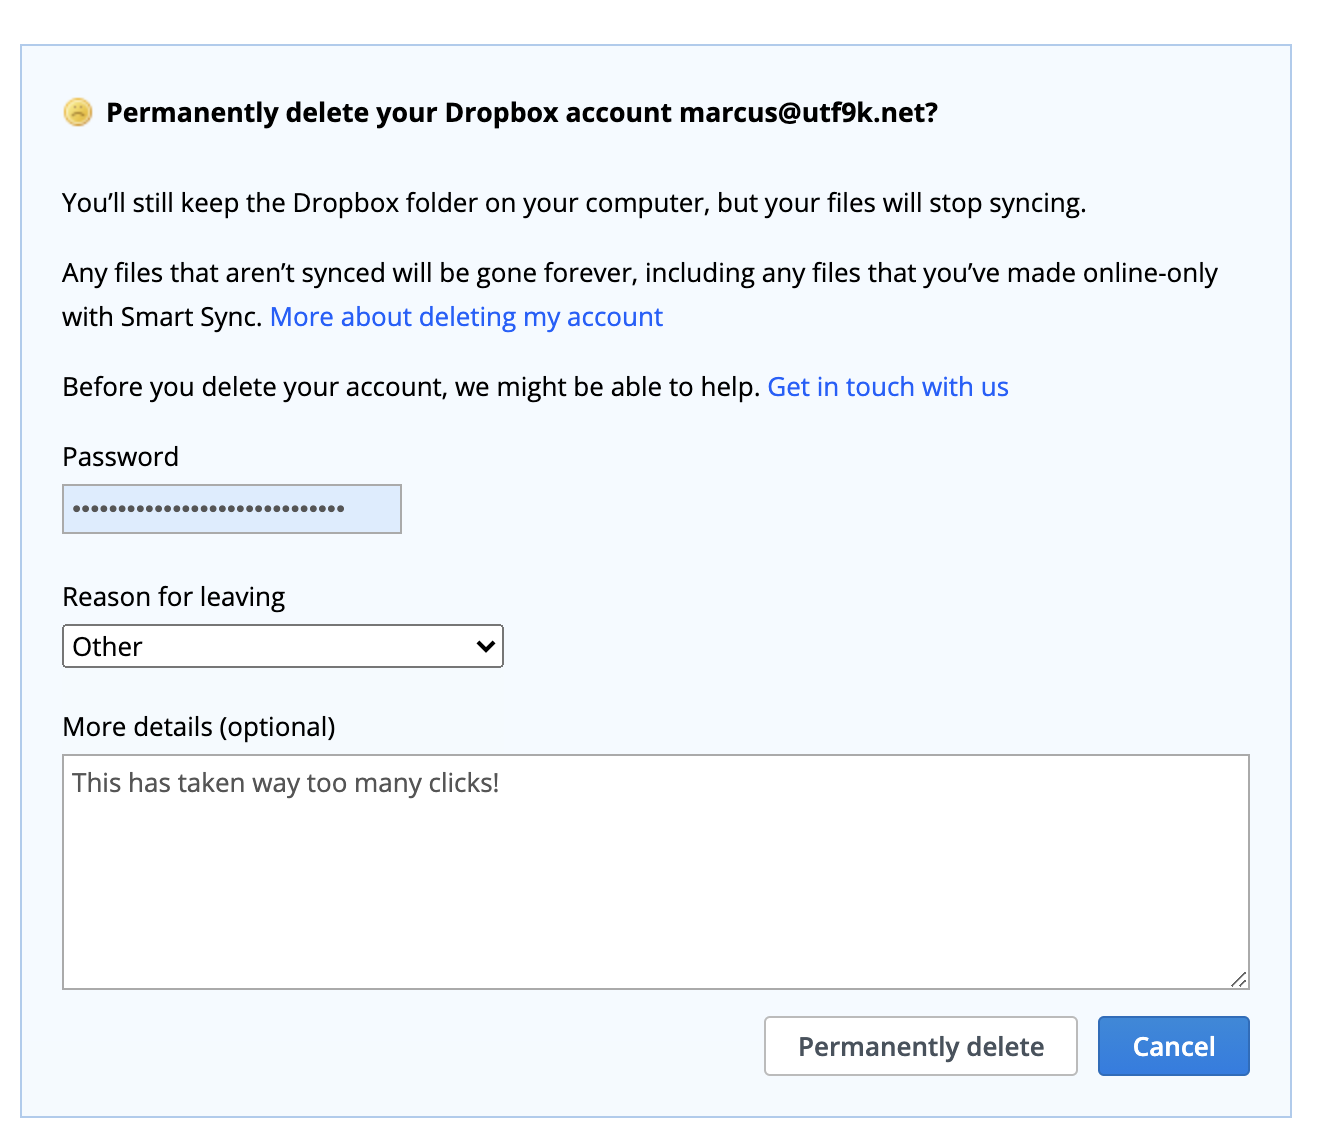 Permanently delete your Dropbox account marcus@utf9k.net?
You’ll still keep the Dropbox folder on your computer, but your files will stop syncing.
Any files that aren’t synced will be gone forever, including any files that you’ve made online-only
with Smart Sync. More about deleting my account
Before you delete your account, we might be able to help. Get in touch with us
Password
••••••••••••••••••••••••••••••
Reason for leaving
Other
More details (optional)
This has taken way too many clicks!
Permanently delete
Cancel